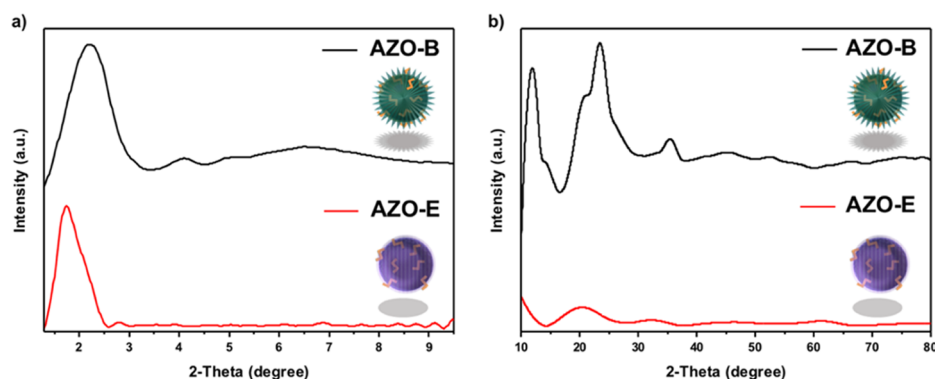 a)
AZO-B
AZO-E
Intensity (a.u.)
2 3 4 5 6 7 8 9
2-Theta (degree)
b)
AZO-B
AZO-E
Intensity (a.u.)
10 20 30 40 50 60 70 80
2-Theta (degree)